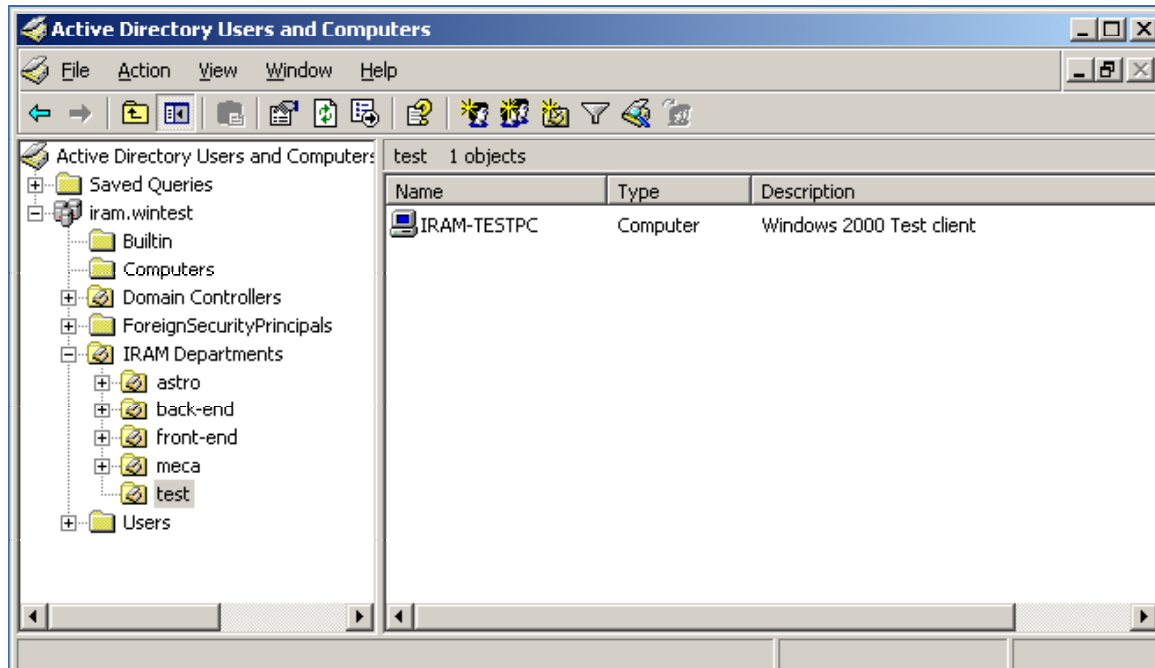 Active Directory Users and Computers
File Action View Window Help
Active Directory Users and Computers
Saved Queries
iram.wintest
Builtin
Computers
Domain Controllers
ForeignSecurityPrincipals
IRAM Departments
astro
back-end
front-end
meca
test
Users
test 1 objects
Name Type Description
IRAM-TESTPC Computer Windows 2000 Test client